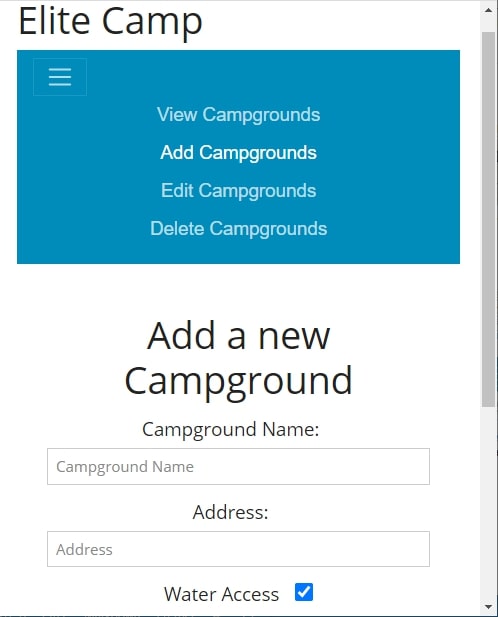 Elite Camp
View Campgrounds
Add Campgrounds
Edit Campgrounds
Delete Campgrounds
Add a new
Campground
Campground Name:
Campground Name
Address:
Address
Water Access